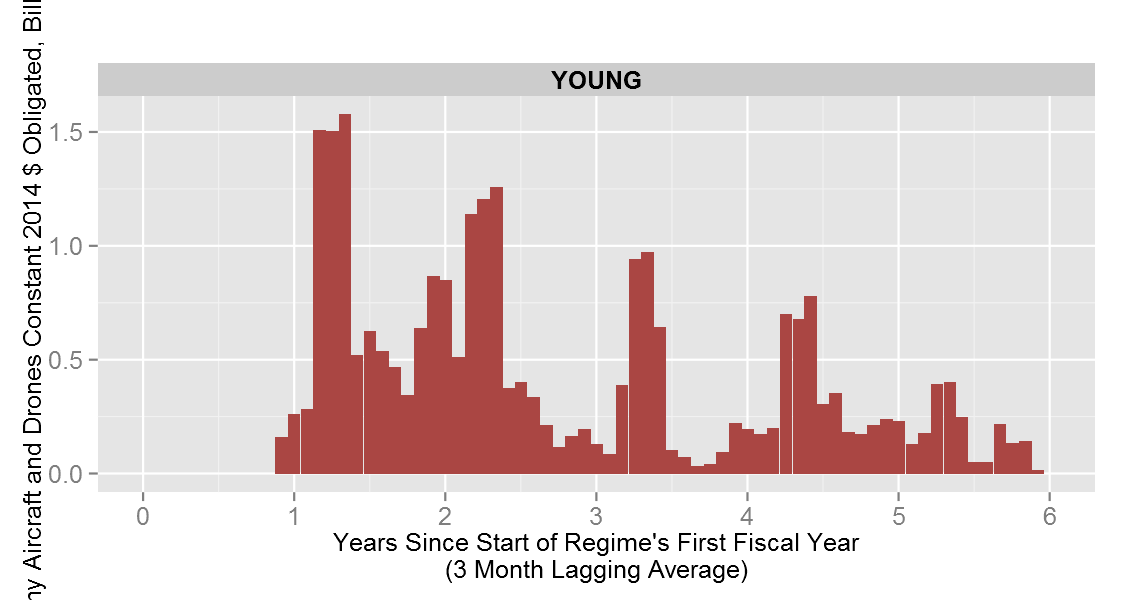 YOUNG
Aircraft and Drones Constant 2014 $ Obligated,
1.5
1.0
0.5
0.0
0 1 2 3 4 5 6
Years Since Start of Regime's First Fiscal Year
(3 Month Lagging Average)